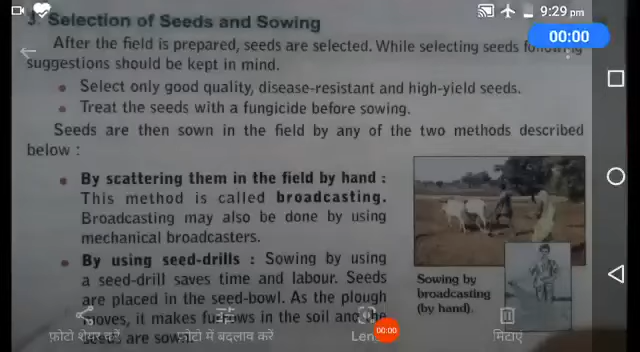 9:29 pm
00:00
3. Selection of Seeds and Sowing
After the field is prepared, seeds are selected. While selecting seeds following
suggestions should be kept in mind.
• Select only good quality, disease-resistant and high-yield seeds.
• Treat the seeds with a fungicide before sowing.
Seeds are then sown in the field by any of the two methods described
below :
• By scattering them in the field by hand :
This method is called broadcasting.
Broadcasting may also be done by using
mechanical broadcasters.
• By using seed-drills : Sowing by using
a seed-drill saves time and labour. Seeds
are placed in the seed-bowl. As the plough
moves, it makes furrows in the soil and the
seeds are sown.
Sowing by
broadcasting
(by hand).
फ़ोटो शेयर करें
फ़ोटो में बदलाव करें
Lens
00:00
मिटाएं